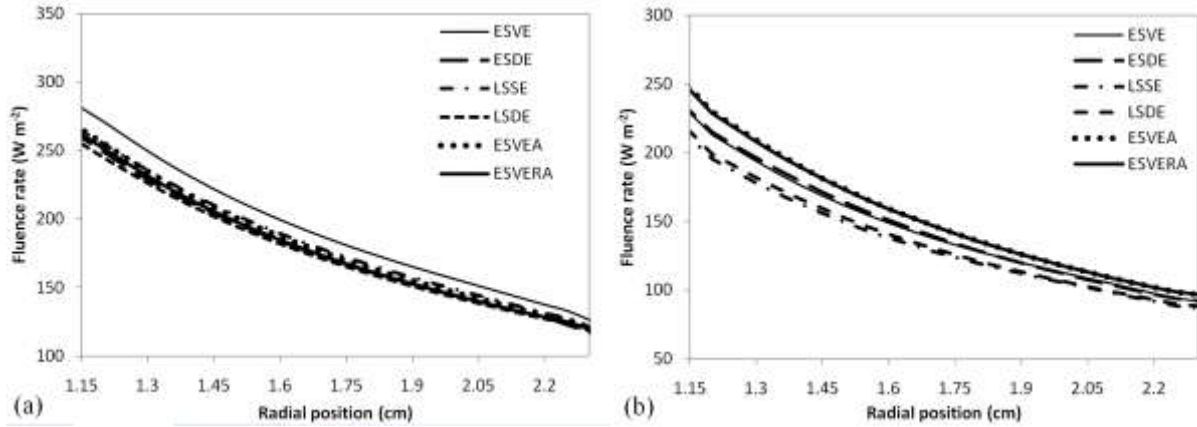 350
300
250
200
150
100
Fluence rate (W m-2)
ESVE
ESDE
LSSE
LSDE
ESVEA
ESVERA
1.15 1.3 1.45 1.6 1.75 1.9 2.05 2.2
Radial position (cm)
(a)
300
250
200
150
100
50
Fluence rate (W m-2)
ESVE
ESDE
LSSE
LSDE
ESVEA
ESVERA
1.15 1.3 1.45 1.6 1.75 1.9 2.05 2.2
Radial position (cm)
(b)